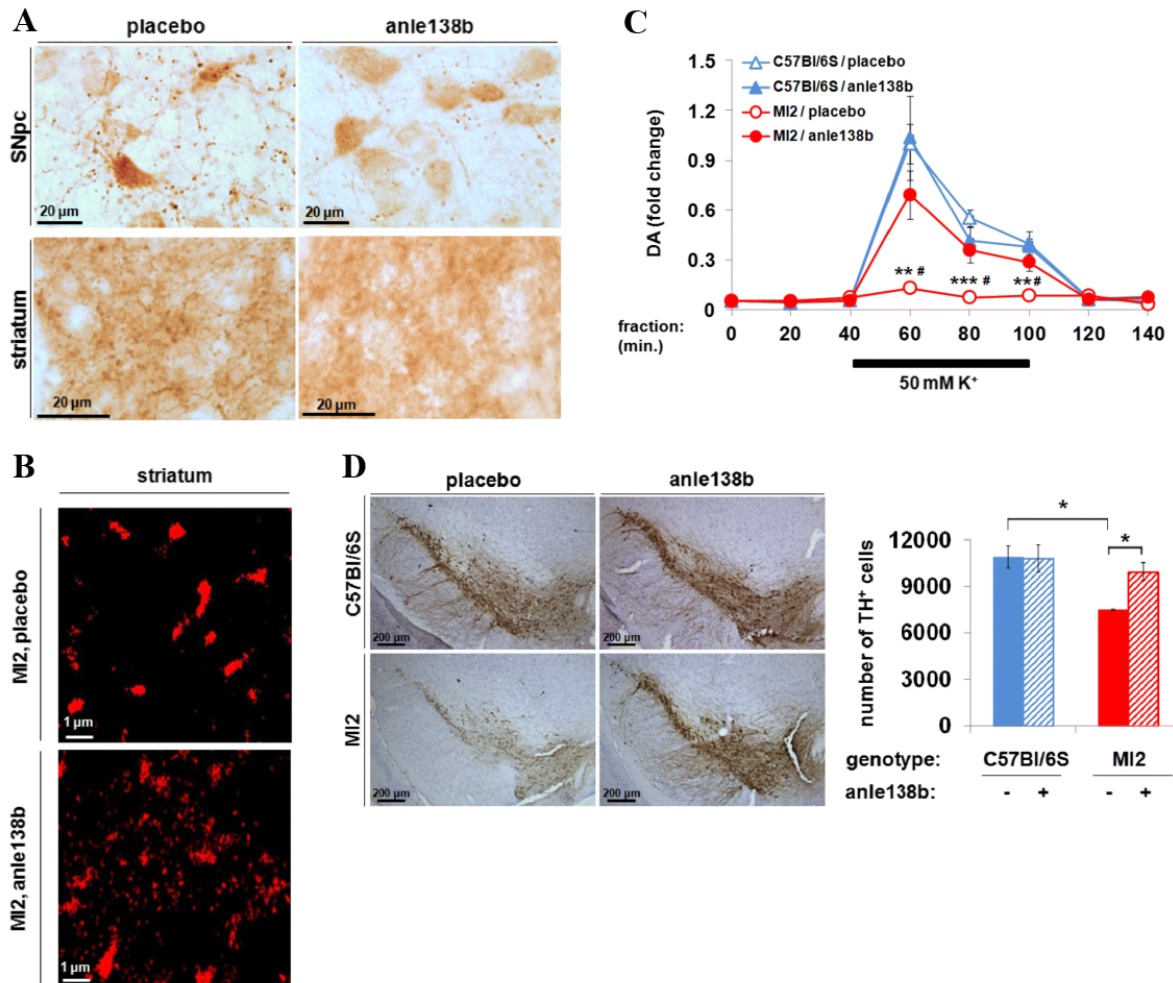 A
placebo anle138b
SNpc
20 µm 20 µm
striatum
20 µm 20 µm
B
striatum
MI2, placebo
1 µm
MI2, anle138b
1 µm
C
1.5
1.2
0.9
0.6
0.3
0
DA (fold change)
C57Bl/6S / placebo
C57Bl/6S / anle138b
MI2 / placebo
MI2 / anle138b
** # *** # **#
fraction: 0 20 40 60 80 100 120 140
(min.)
50 mM K⁺
D
placebo anle138b
C57Bl/6S
200 µm 200 µm
MI2
200 µm 200 µm
number of TH⁺ cells
12000
9000
6000
3000
0
*
*
genotype: C57Bl/6S MI2
anle138b: - + - +